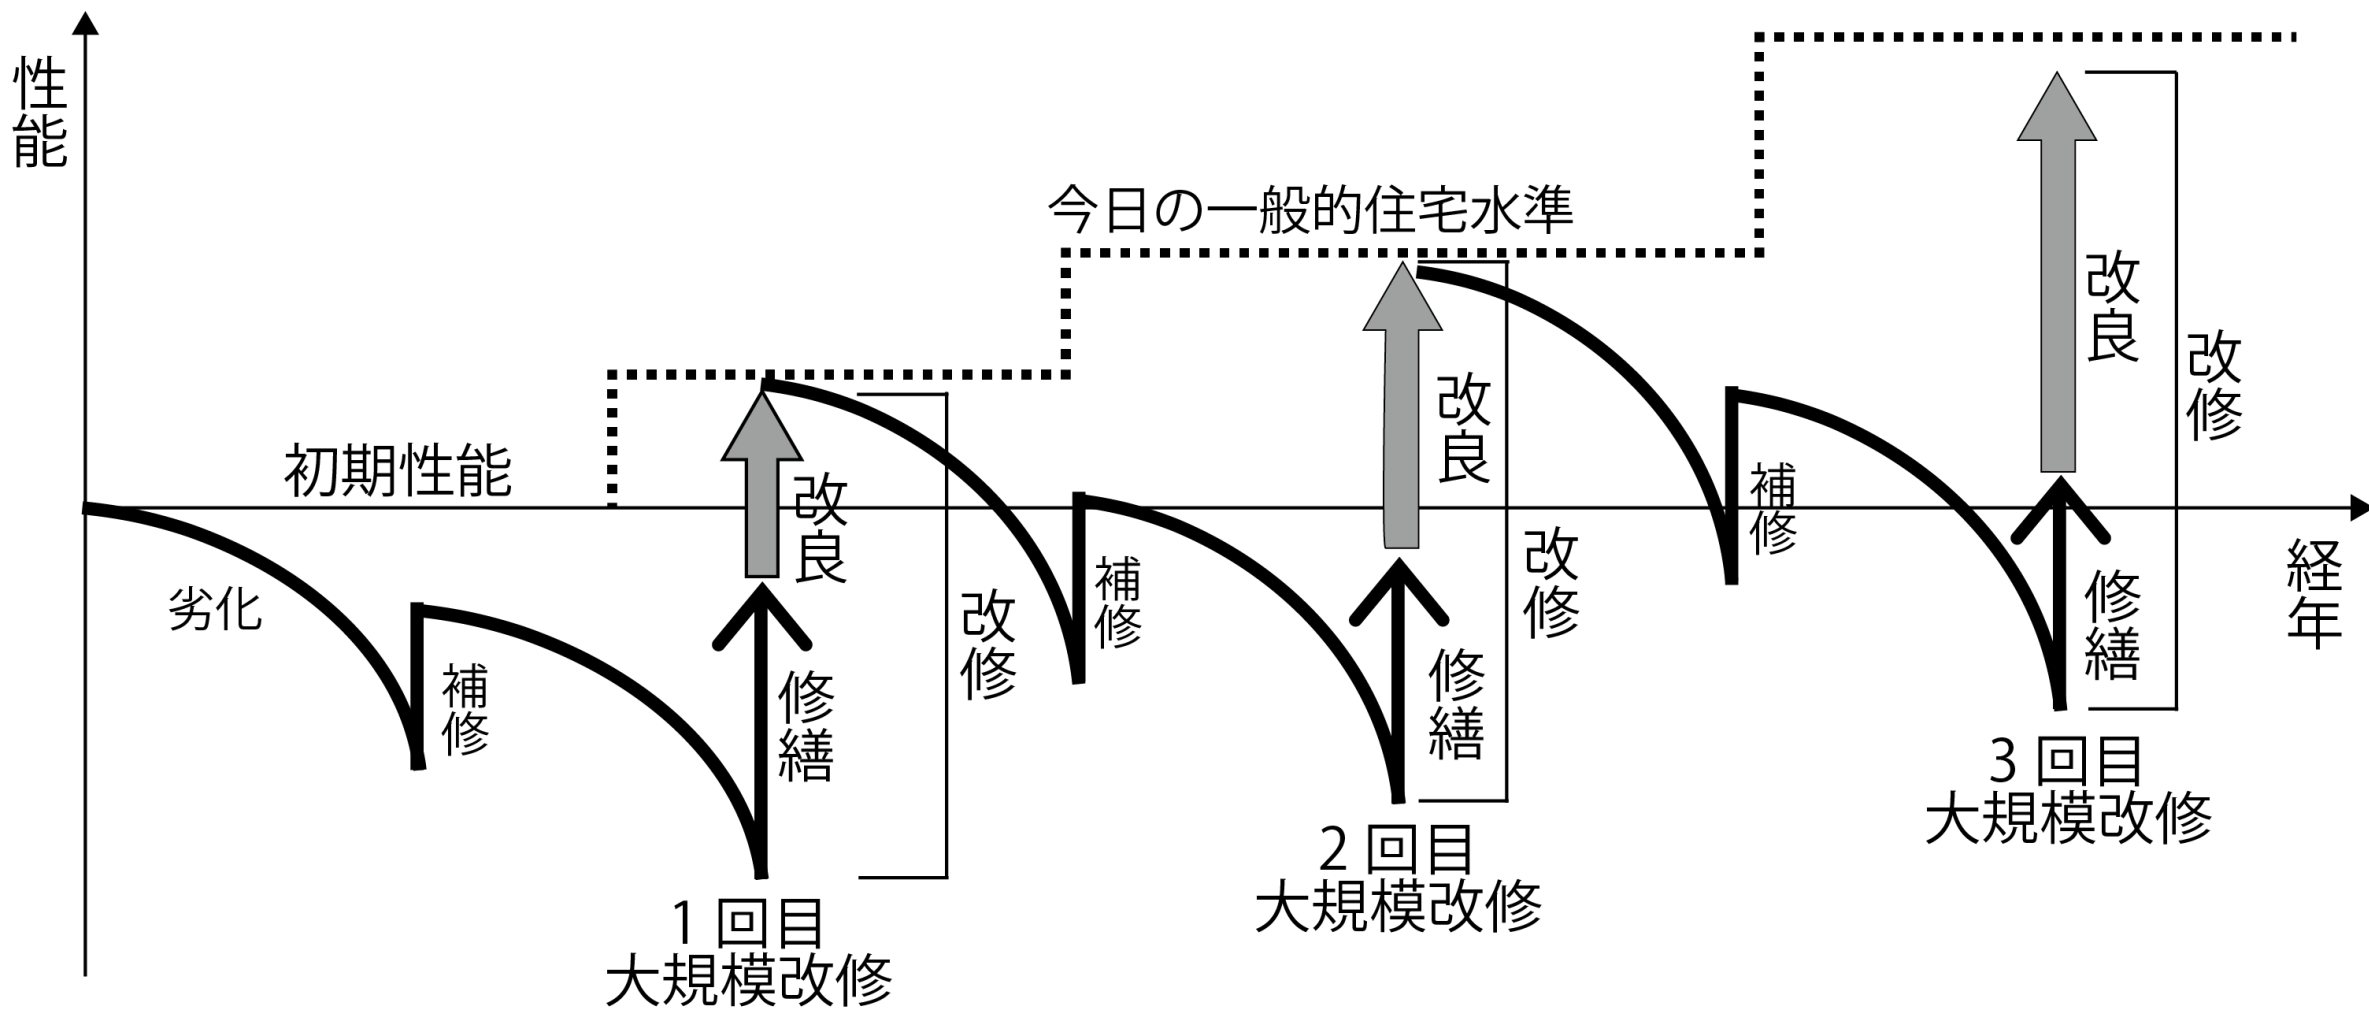 性能
今日の一般的住宅水準
初期性能
劣化
補修
改良
修繕
改修
1 回目
大規模改修
補修
改良
修繕
改修
2 回目
大規模改修
補修
改良
修繕
改修
3 回目
大規模改修
経年